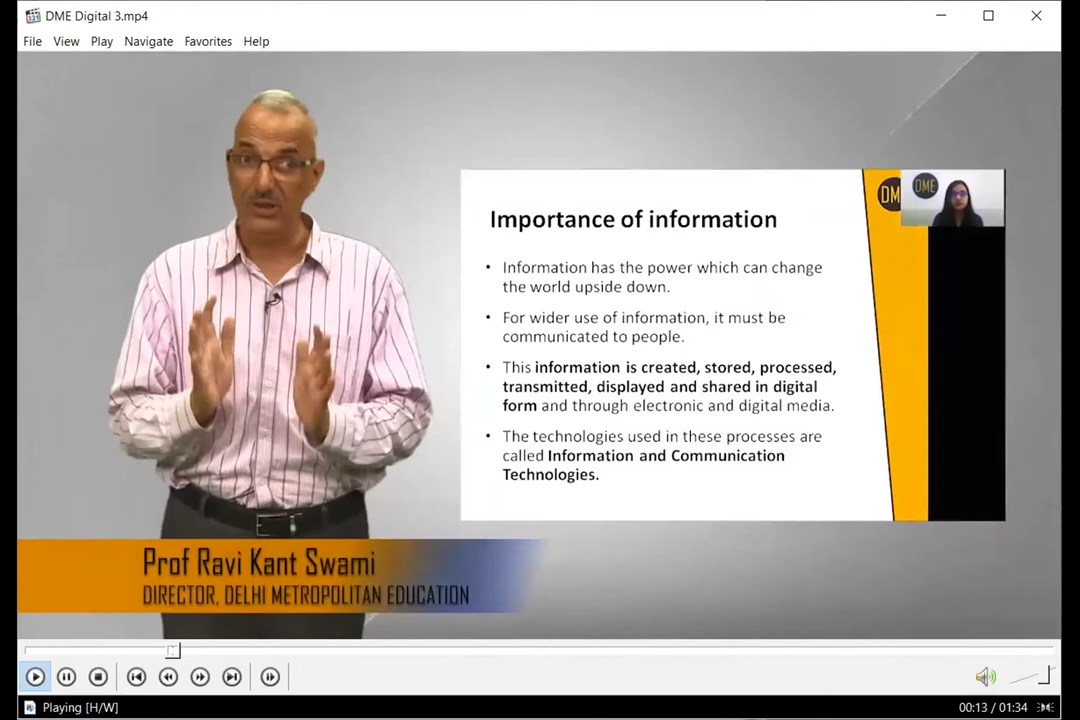 DME Digital 3.mp4
File View Play Navigate Favorites Help
DM
DME
Importance of information
• Information has the power which can change
the world upside down.
• For wider use of information, it must be
communicated to people.
• This information is created, stored, processed,
transmitted, displayed and shared in digital
form and through electronic and digital media.
• The technologies used in these processes are
called Information and Communication
Technologies.
Prof Ravi Kant Swami
DIRECTOR, DELHI METROPOLITAN EDUCATION
Playing [H/W]
00:13 / 01:34